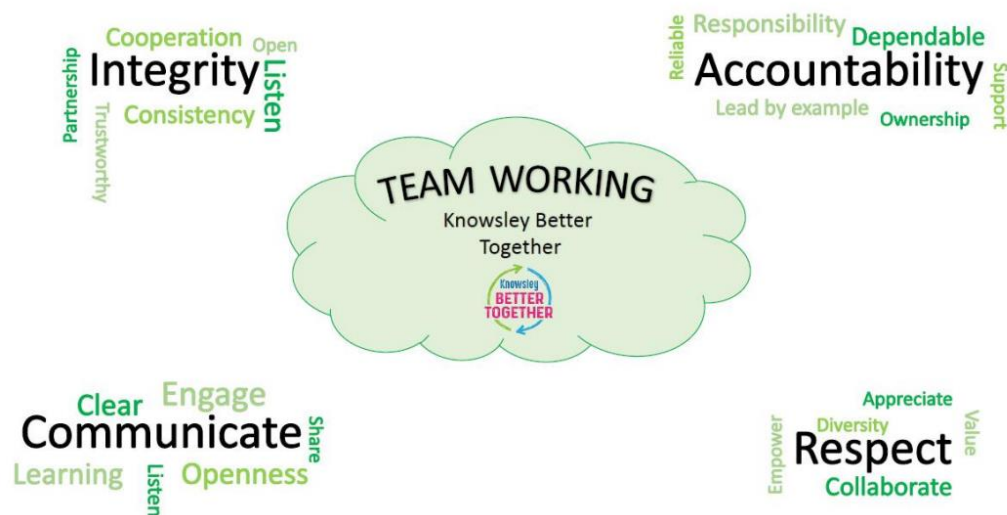 Cooperation
Open
Partnership
Integrity
Listen
Trustworthy
Consistency
Reliable
Responsibility
Dependable
Accountability
Support
Lead by example
Ownership
TEAM WORKING
Knowsley Better
Together
Knowsley
BETTER
TOGETHER
Clear
Engage
Communicate
Share
Learning
Listen
Openness
Appreciate
Empower
Diversity
Value
Respect
Collaborate